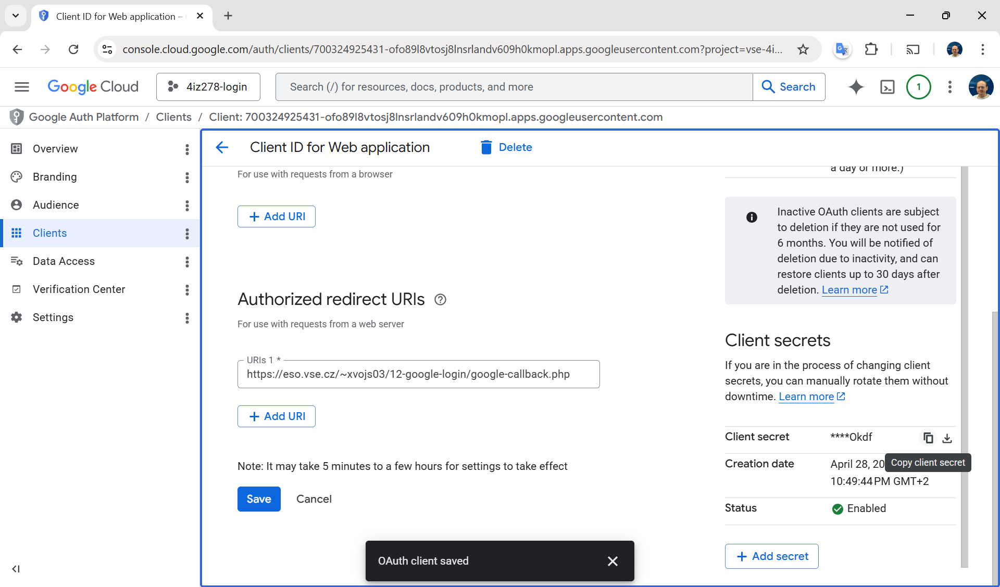 Client ID for Web application –
console.cloud.google.com/auth/clients/700324925431-ofo89l8vtosj8lnsrlandv609h0kmopl.apps.googleusercontent.com?project=vse-4i...
Google Cloud
4iz278-login
Search (/) for resources, docs, products, and more
Search
1
Google Auth Platform / Clients / Client: 700324925431-ofo89l8vtosj8lnsrlandv609h0kmopl.apps.googleusercontent.com
Overview
Branding
Audience
Clients
Data Access
Verification Center
Settings
Client ID for Web application
Delete
For use with requests from a browser
+ Add URI
Authorized redirect URIs
For use with requests from a web server
URIs 1 *
https://eso.vse.cz/~xvojs03/12-google-login/google-callback.php
+ Add URI
Note: It may take 5 minutes to a few hours for settings to take effect
Save
Cancel
a day or more.)
Inactive OAuth clients are subject
to deletion if they are not used for
6 months. You will be notified of
deletion due to inactivity, and can
restore clients up to 30 days after
deletion. Learn more
Client secrets
If you are in the process of changing client
secrets, you can manually rotate them without
downtime. Learn more
Client secret
****Okdf
Copy client secret
Creation date
April 28, 20
10:49:44 PM GMT+2
Status
Enabled
+ Add secret
OAuth client saved